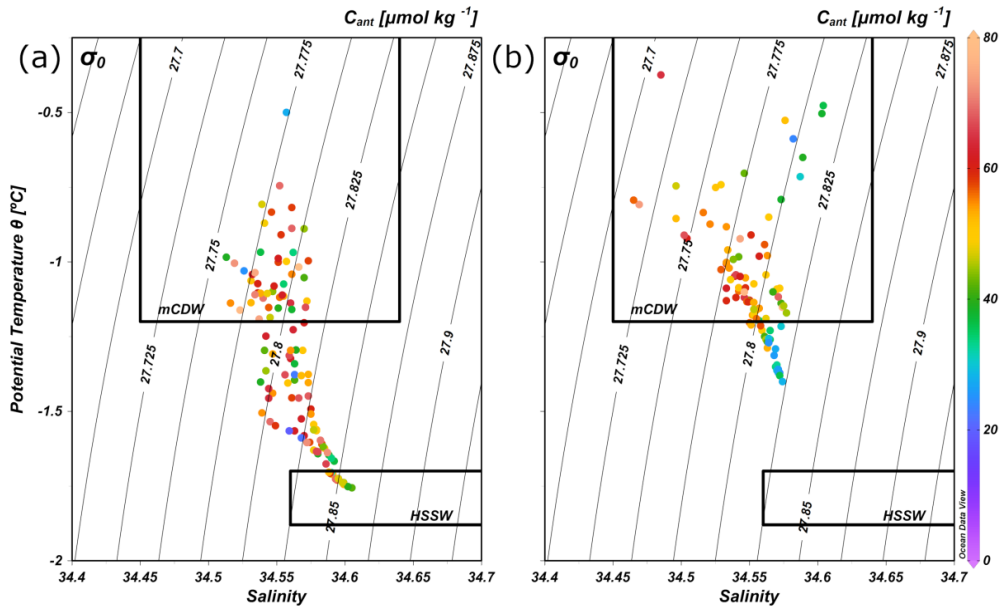 C_ant [μmol kg ⁻¹]
C_ant [μmol kg ⁻¹]
(a) σ₀
(b) σ₀
27.7
27.775
27.875
27.825
27.75
mCDW
27.8
27.9
27.725
27.85
HSSW
27.7
27.775
27.875
27.825
27.75
mCDW
27.8
27.9
27.725
27.85
HSSW
Potential Temperature θ [ºC]
-0.5
-1
-1.5
-2
34.4 34.45 34.5 34.55 34.6 34.65 34.7
Salinity
34.4 34.45 34.5 34.55 34.6 34.65 34.7
Salinity
80
60
40
20
0
Ocean Data View